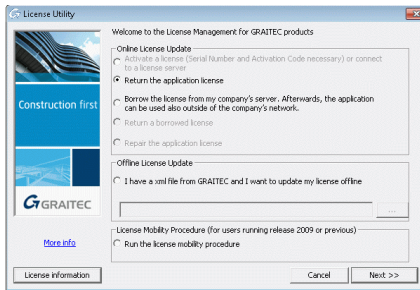 License Utility
Welcome to the License Management for GRAITEC products
Online License Update
Activate a license (Serial Number and Activation Code necessary) or connect
to a license server
Return the application license
Borrow the license from my company's server. Afterwards, the application
can be used also outside of the company's network.
Return a borrowed license
Repair the application license
Construction first
Offline License Update
I have a xml file from GRAITEC and I want to update my license offline
...
GRAITEC
License Mobility Procedure (for users running release 2009 or previous)
Run the license mobility procedure
More info
License information
Cancel
Next >>